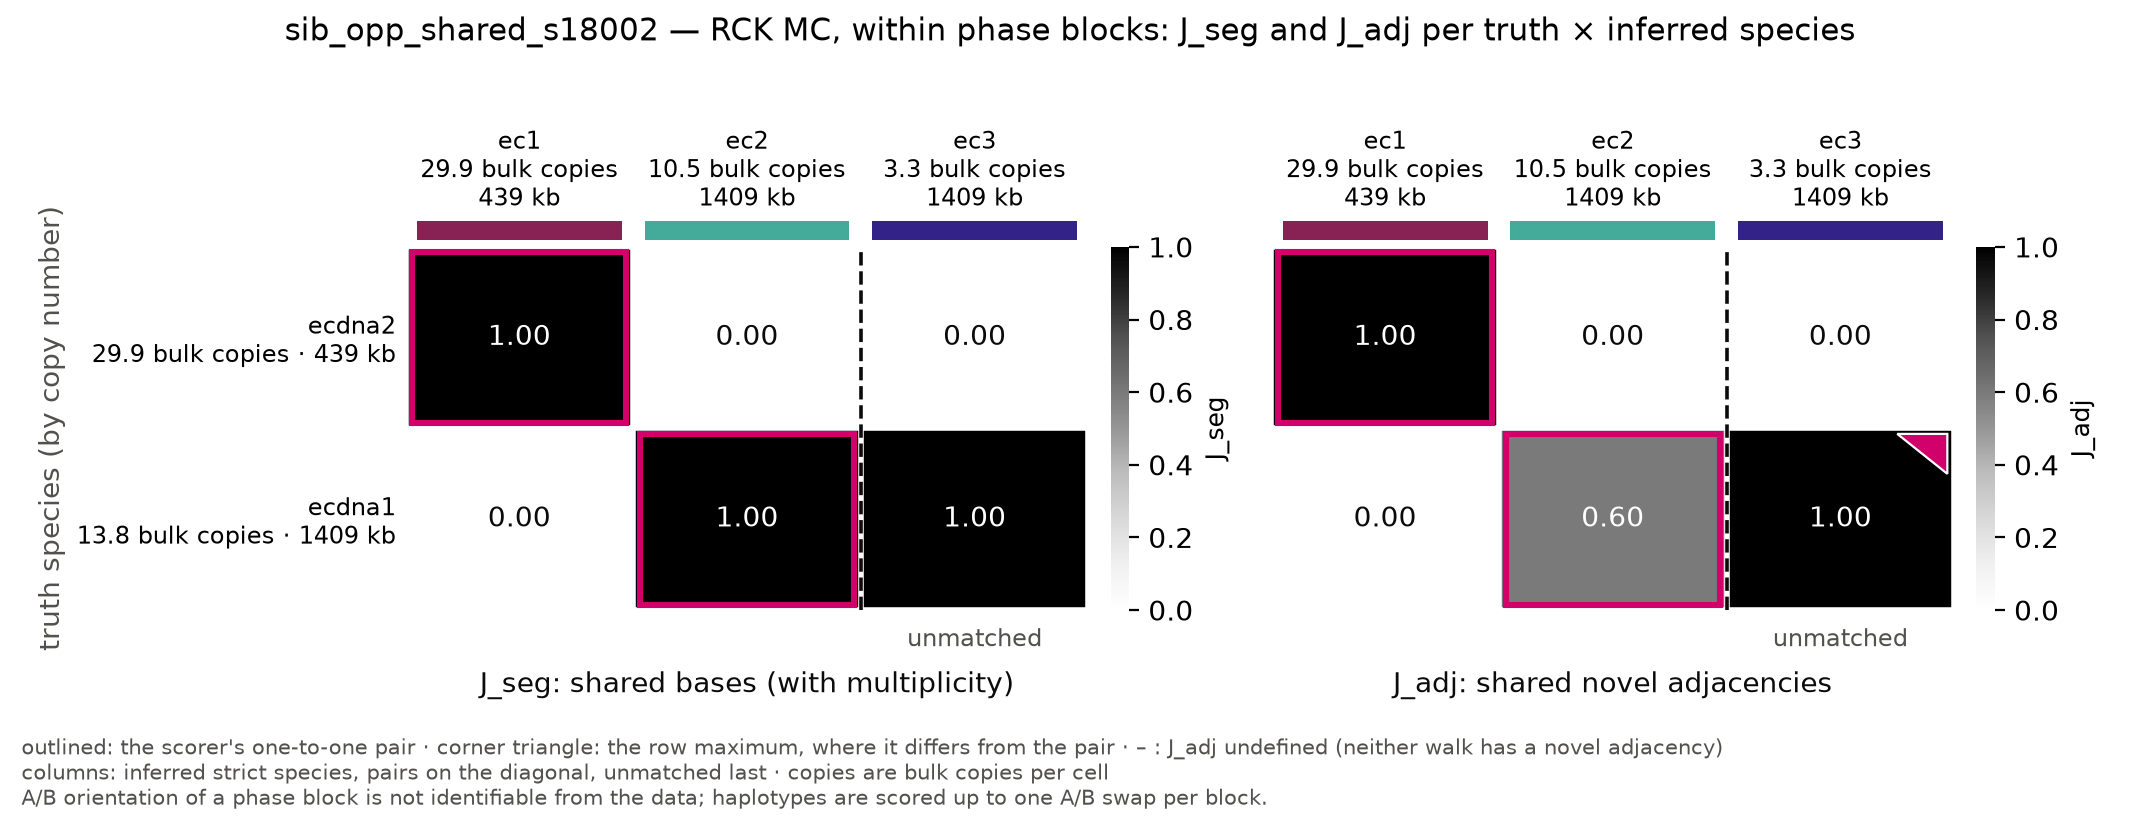 sib_opp_shared_s18002 — RCK MC, within phase blocks: J_seg and J_adj per truth × inferred species
truth species (by copy number)
ec1
29.9 bulk copies
439 kb
ec2
10.5 bulk copies
1409 kb
ec3
3.3 bulk copies
1409 kb
ecdna2
29.9 bulk copies · 439 kb
1.00
0.00
0.00
ecdna1
13.8 bulk copies · 1409 kb
0.00
1.00
1.00
unmatched
J_seg: shared bases (with multiplicity)
1.0
0.8
0.6
0.4
0.2
0.0
J_seg
ec1
29.9 bulk copies
439 kb
ec2
10.5 bulk copies
1409 kb
ec3
3.3 bulk copies
1409 kb
1.00
0.00
0.00
0.00
0.60
1.00
unmatched
J_adj: shared novel adjacencies
1.0
0.8
0.6
0.4
0.2
0.0
J_adj
outlined: the scorer's one-to-one pair · corner triangle: the row maximum, where it differs from the pair · – : J_adj undefined (neither walk has a novel adjacency)
columns: inferred strict species, pairs on the diagonal, unmatched last · copies are bulk copies per cell
A/B orientation of a phase block is not identifiable from the data; haplotypes are scored up to one A/B swap per block.